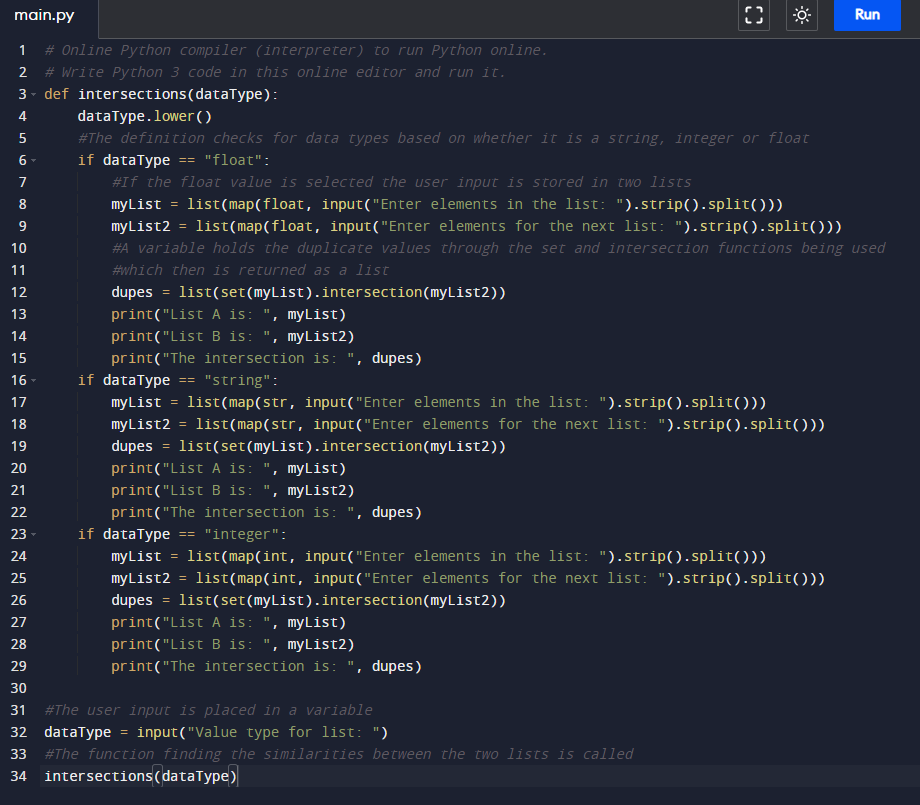 main.py
Run
1 # Online Python compiler (interpreter) to run Python online.
2 # Write Python 3 code in this online editor and run it.
3 def intersections(dataType):
4     dataType.lower()
5     #The definition checks for data types based on whether it is a string, integer or float
6     if dataType == "float":
7         #If the float value is selected the user input is stored in two lists
8         myList = list(map(float, input("Enter elements in the list: ").strip().split()))
9         myList2 = list(map(float, input("Enter elements for the next list: ").strip().split()))
10         #A variable holds the duplicate values through the set and intersection functions being used
11         #which then is returned as a list
12         dupes = list(set(myList).intersection(myList2))
13         print("List A is: ", myList)
14         print("List B is: ", myList2)
15         print("The intersection is: ", dupes)
16     if dataType == "string":
17         myList = list(map(str, input("Enter elements in the list: ").strip().split()))
18         myList2 = list(map(str, input("Enter elements for the next list: ").strip().split()))
19         dupes = list(set(myList).intersection(myList2))
20         print("List A is: ", myList)
21         print("List B is: ", myList2)
22         print("The intersection is: ", dupes)
23     if dataType == "integer":
24         myList = list(map(int, input("Enter elements in the list: ").strip().split()))
25         myList2 = list(map(int, input("Enter elements for the next list: ").strip().split()))
26         dupes = list(set(myList).intersection(myList2))
27         print("List A is: ", myList)
28         print("List B is: ", myList2)
29         print("The intersection is: ", dupes)
30
31 #The user input is placed in a variable
32 dataType = input("Value type for list: ")
33 #The function finding the similarities between the two lists is called
34 intersections(dataType)